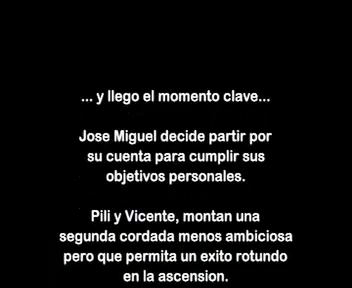 ... y llego el momento clave...
Jose Miguel decide partir por
su cuenta para cumplir sus
objetivos personales.
Pili y Vicente, montan una
segunda cordada menos ambiciosa
pero que permita un exito rotundo
en la ascension.